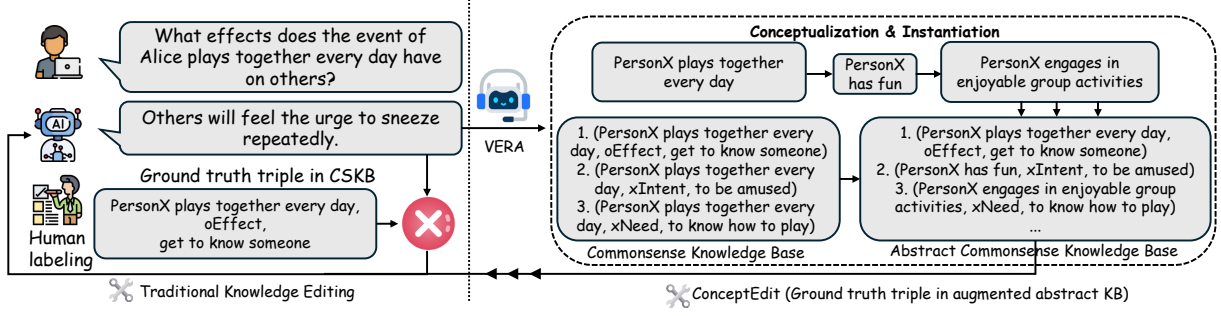 What effects does the event of
Alice plays together every day have
on others?
AI
Others will feel the urge to sneeze
repeatedly.
Ground truth triple in CSKB
PersonX plays together every day,
oEffect,
get to know someone
Human
labeling
Traditional Knowledge Editing
VERA
Conceptualization & Instantiation
PersonX plays together
every day
PersonX
has fun
PersonX engages in
enjoyable group activities
1. (PersonX plays together every
day, oEffect, get to know someone)
2. (PersonX plays together every
day, xIntent, to be amused)
3. (PersonX plays together every
day, xNeed, to know how to play)
Commonsense Knowledge Base
1. (PersonX plays together every day,
oEffect, get to know someone)
2. (PersonX has fun, xIntent, to be amused)
3. (PersonX engages in enjoyable group
activities, xNeed, to know how to play)
...
Abstract Commonsense Knowledge Base
ConceptEdit (Ground truth triple in augmented abstract KB)